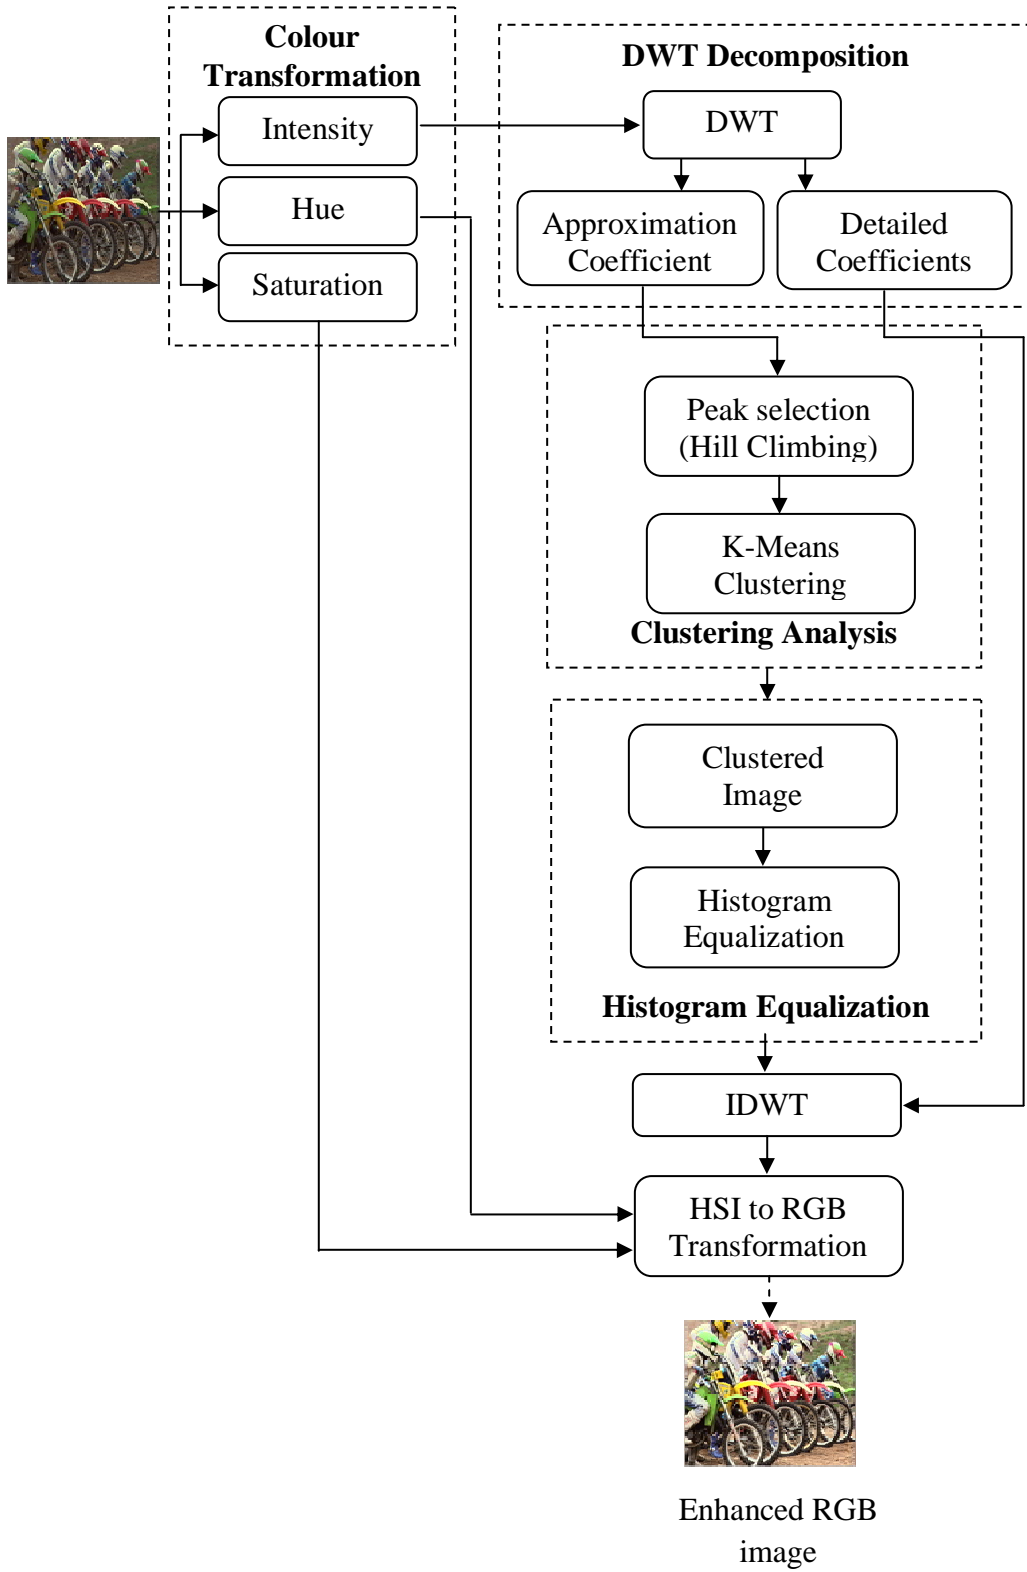 Colour
Transformation
Intensity
Hue
Saturation
DWT Decomposition
DWT
Approximation
Coefficient
Detailed
Coefficients
Peak selection
(Hill Climbing)
K-Means
Clustering
Clustering Analysis
Clustered
Image
Histogram
Equalization
Histogram Equalization
IDWT
HSI to RGB
Transformation
Enhanced RGB
image